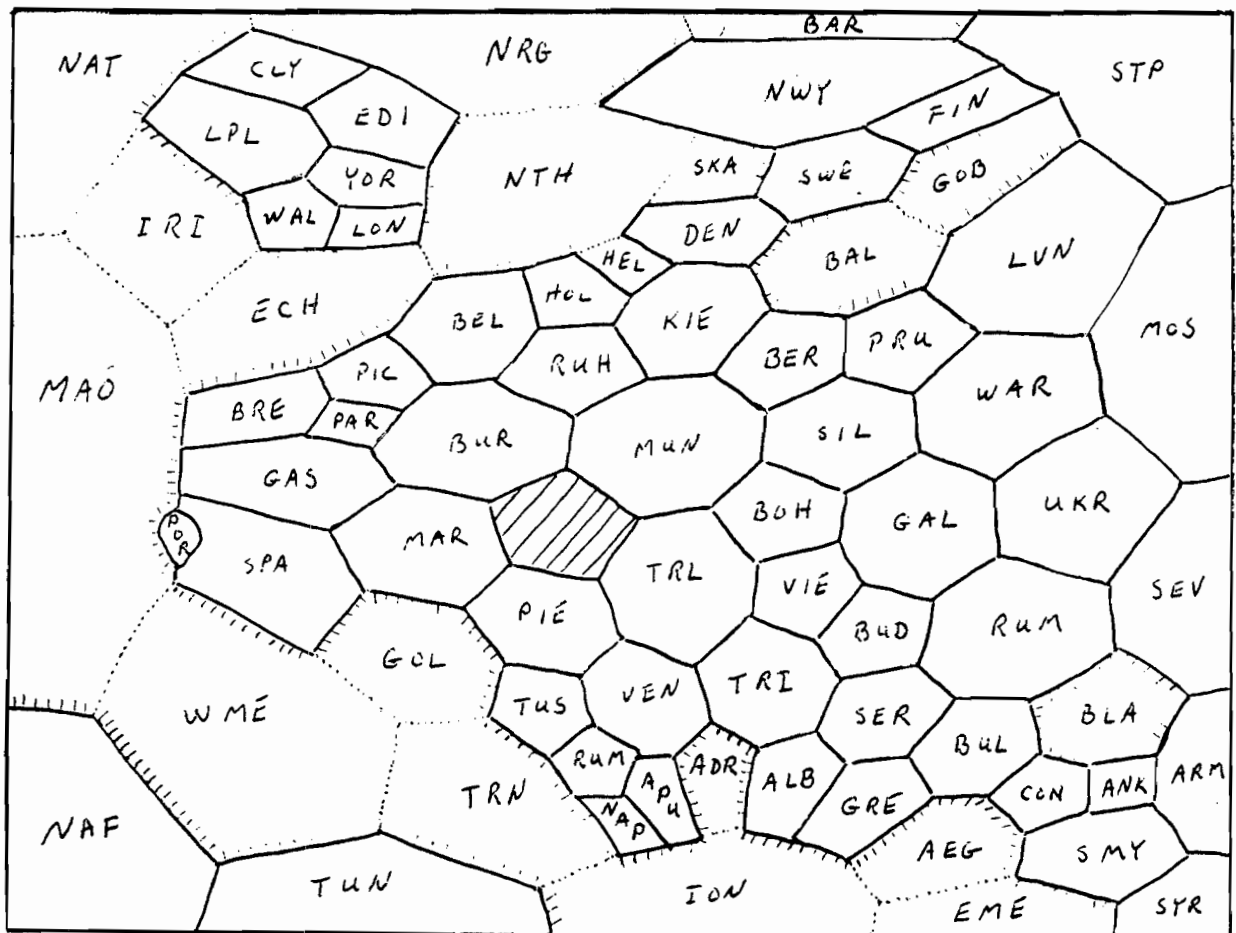 BAR
NAT
CLY
NRG
STP
NWY
FIN
LPL
EDI
YOR
NTH
SKA
SWE
GOB
IRI
WAL
LON
DEN
HEL
BAL
LVN
ECH
BEL
HOL
KIE
MOS
MAO
BRE
PIC
RUH
BER
PRU
PAR
BUR
MUN
SIL
WAR
GAS
POR
SPA
MAR
BOH
GAL
UKR
TRL
PIE
VIE
BUD
RUM
SEV
GOL
WME
TUS
VEN
TRI
SER
BUL
BLA
TRN
RUM
APU
ADR
ALB
GRE
CON
ANK
ARM
NAP
NAF
TUN
ION
AEG
SMY
EME
SYR